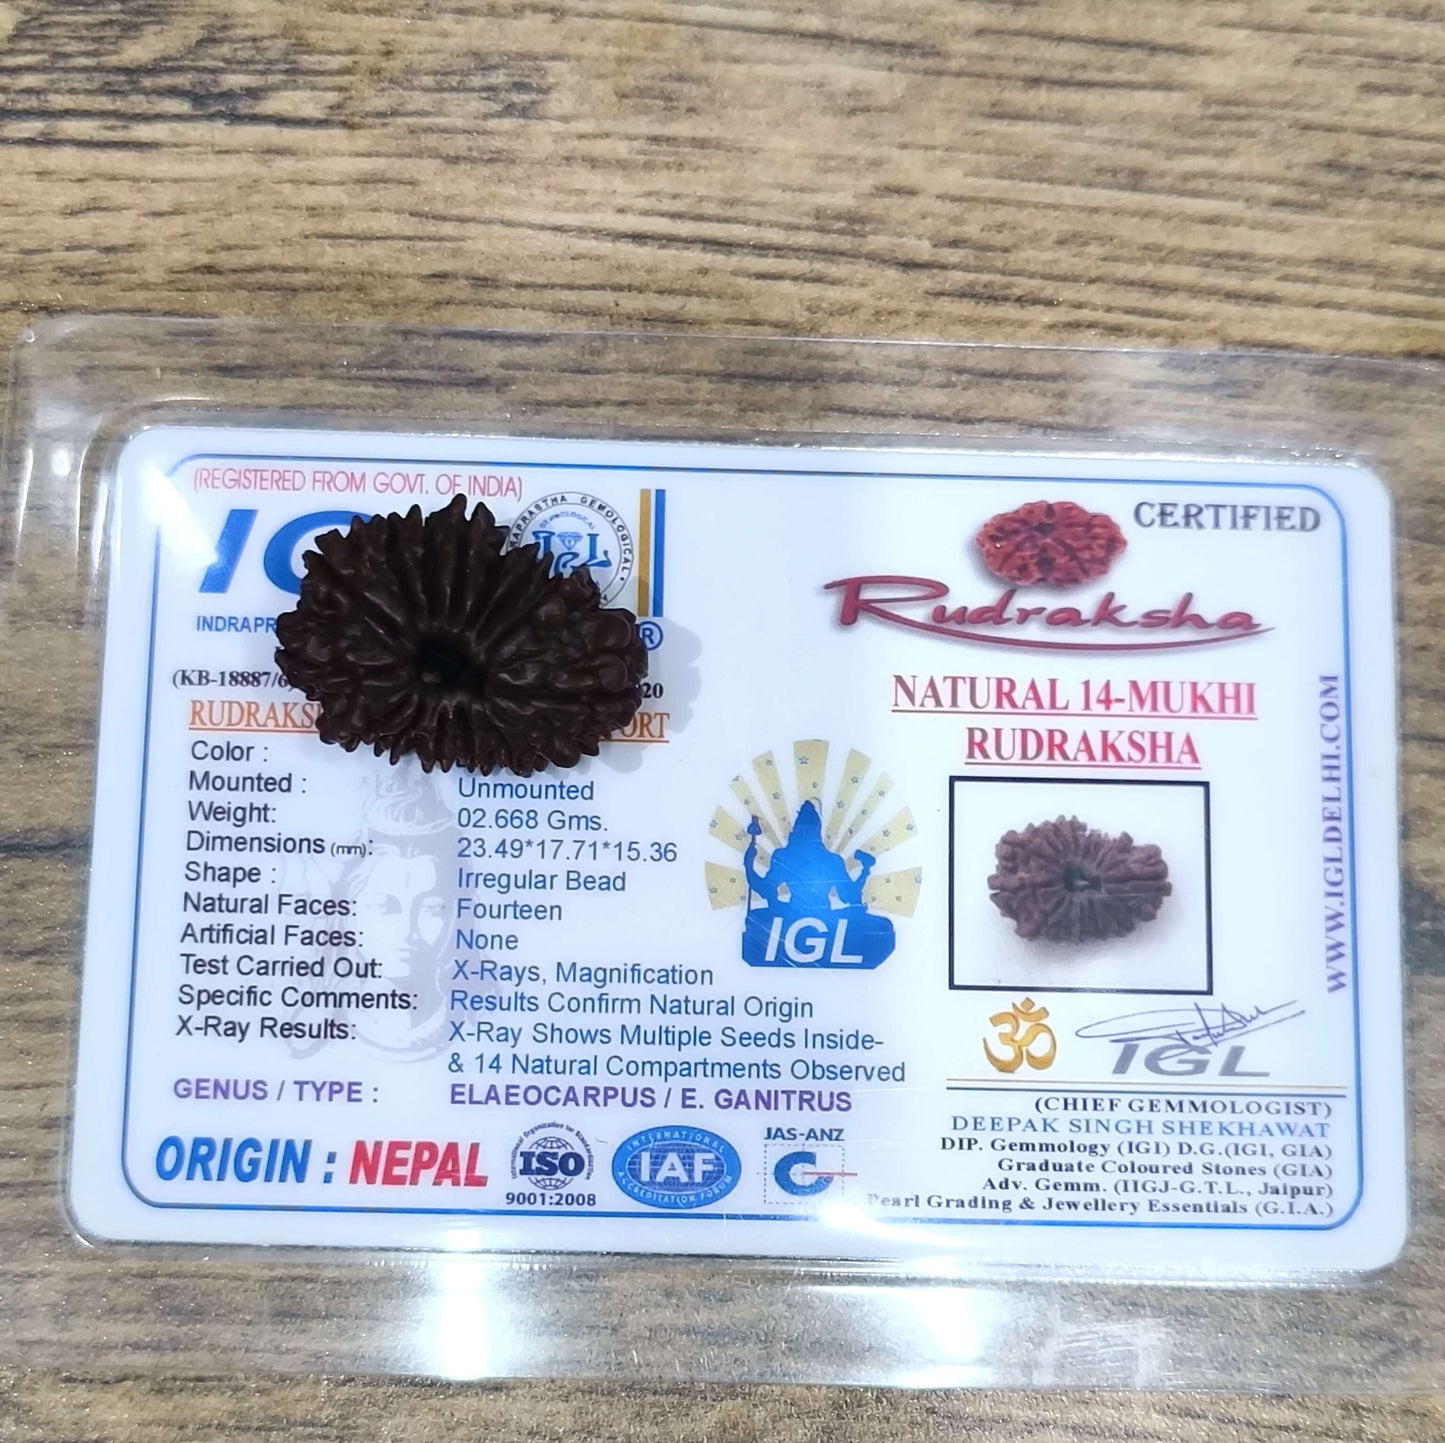 (REGISTERED FROM GOVT. OF INDIA)
CERTIFIED
Rudraksha
INDRAPR
®
(KB-18887/6
20
RUDRAKS
ORT
NATURAL 14-MUKHI
RUDRAKSHA
Color :
Mounted : Unmounted
Weight: 02.668 Gms.
Dimensions (mm): 23.49*17.71*15.36
Shape : Irregular Bead
Natural Faces: Fourteen
Artificial Faces: None
Test Carried Out: X-Rays, Magnification
Specific Comments: Results Confirm Natural Origin
X-Ray Results: X-Ray Shows Multiple Seeds Inside-
& 14 Natural Compartments Observed
GENUS / TYPE : ELAEOCARPUS / E. GANITRUS
ORIGIN : NEPAL
ISO
9001:2008
INTERNATIONAL
IAF
ACCREDITATION FORUM
JAS-ANZ
IGL
ॐ
IGL
(CHIEF GEMMOLOGIST)
DEEPAK SINGH SHEKHAWAT
DIP. Gemmology (IGI) D.G.(IGI, GIA)
Graduate Coloured Stones (GIA)
Adv. Gemm. (IIGJ-G.T.L., Jaipur)
Pearl Grading & Jewellery Essentials (G.I.A.)
WWW.IGLDELHI.COM